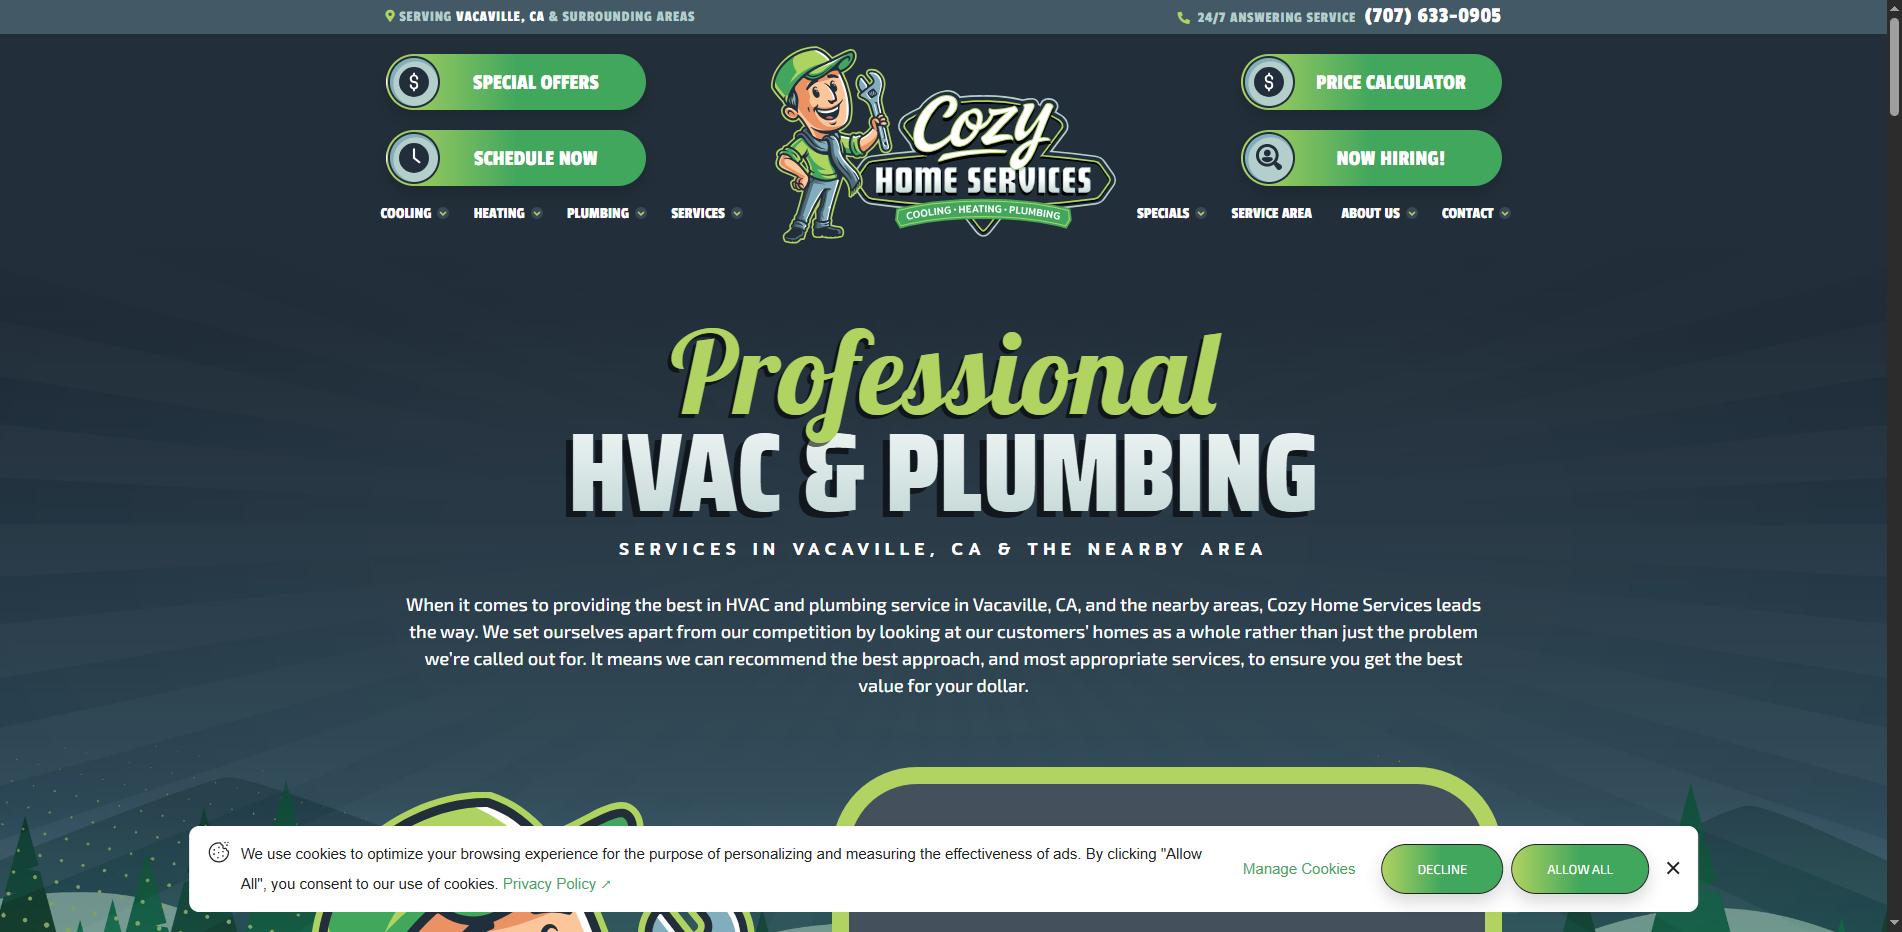 SERVING VACAVILLE, CA & SURROUNDING AREAS
24/7 ANSWERING SERVICE (707) 633-0905
SPECIAL OFFERS
SCHEDULE NOW
Cozy
HOME SERVICES
COOLING · HEATING · PLUMBING
PRICE CALCULATOR
NOW HIRING!
COOLING HEATING PLUMBING SERVICES SPECIALS SERVICE AREA ABOUT US CONTACT
Professional
HVAC & PLUMBING
SERVICES IN VACAVILLE, CA & THE NEARBY AREA
When it comes to providing the best in HVAC and plumbing service in Vacaville, CA, and the nearby areas, Cozy Home Services leads
the way. We set ourselves apart from our competition by looking at our customers’ homes as a whole rather than just the problem
we’re called out for. It means we can recommend the best approach, and most appropriate services, to ensure you get the best
value for your dollar.
We use cookies to optimize your browsing experience for the purpose of personalizing and measuring the effectiveness of ads. By clicking "Allow
All", you consent to our use of cookies. Privacy Policy ↗
Manage Cookies
DECLINE
ALLOW ALL